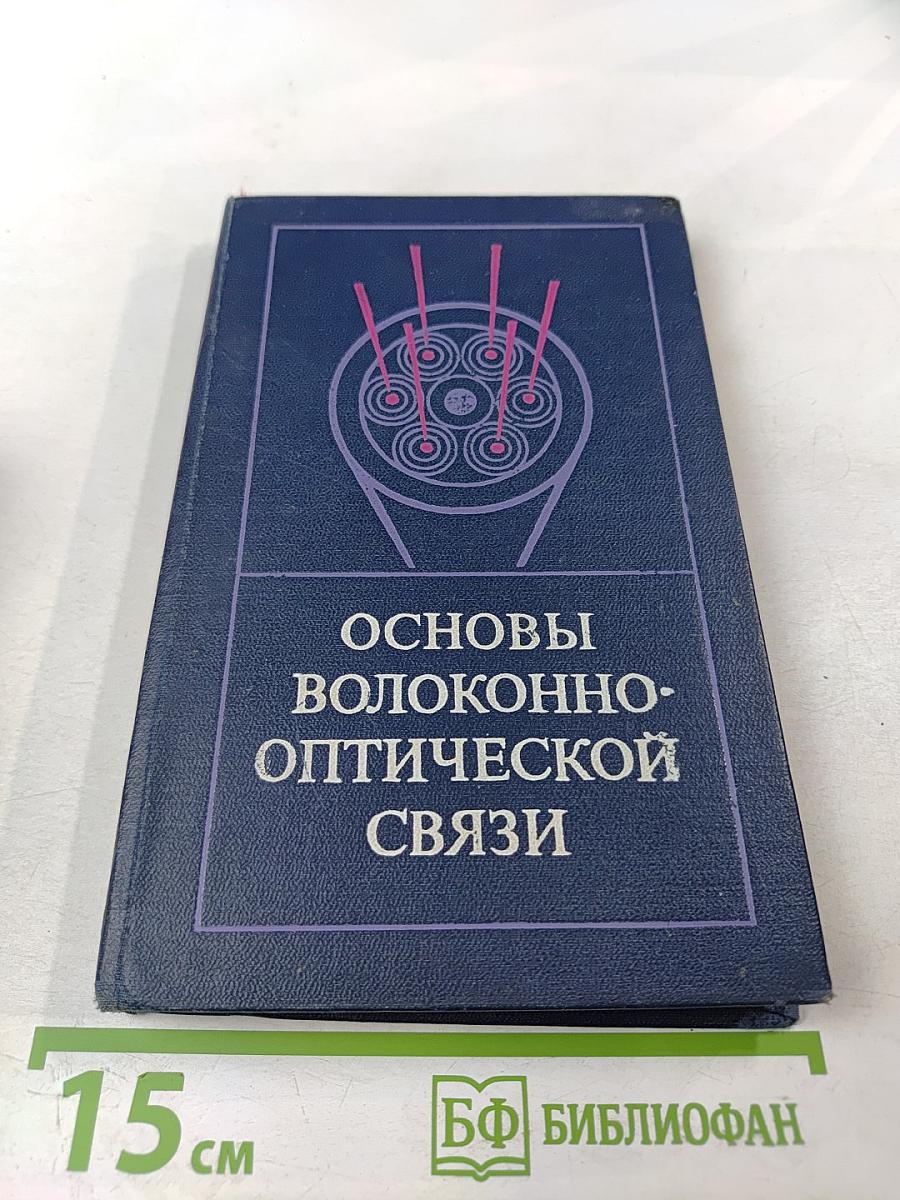 ОСНОВЫ
ВОЛОКОННО-
ОПТИЧЕСКОЙ
СВЯЗИ
15 см
БФ БИБЛИОФАН